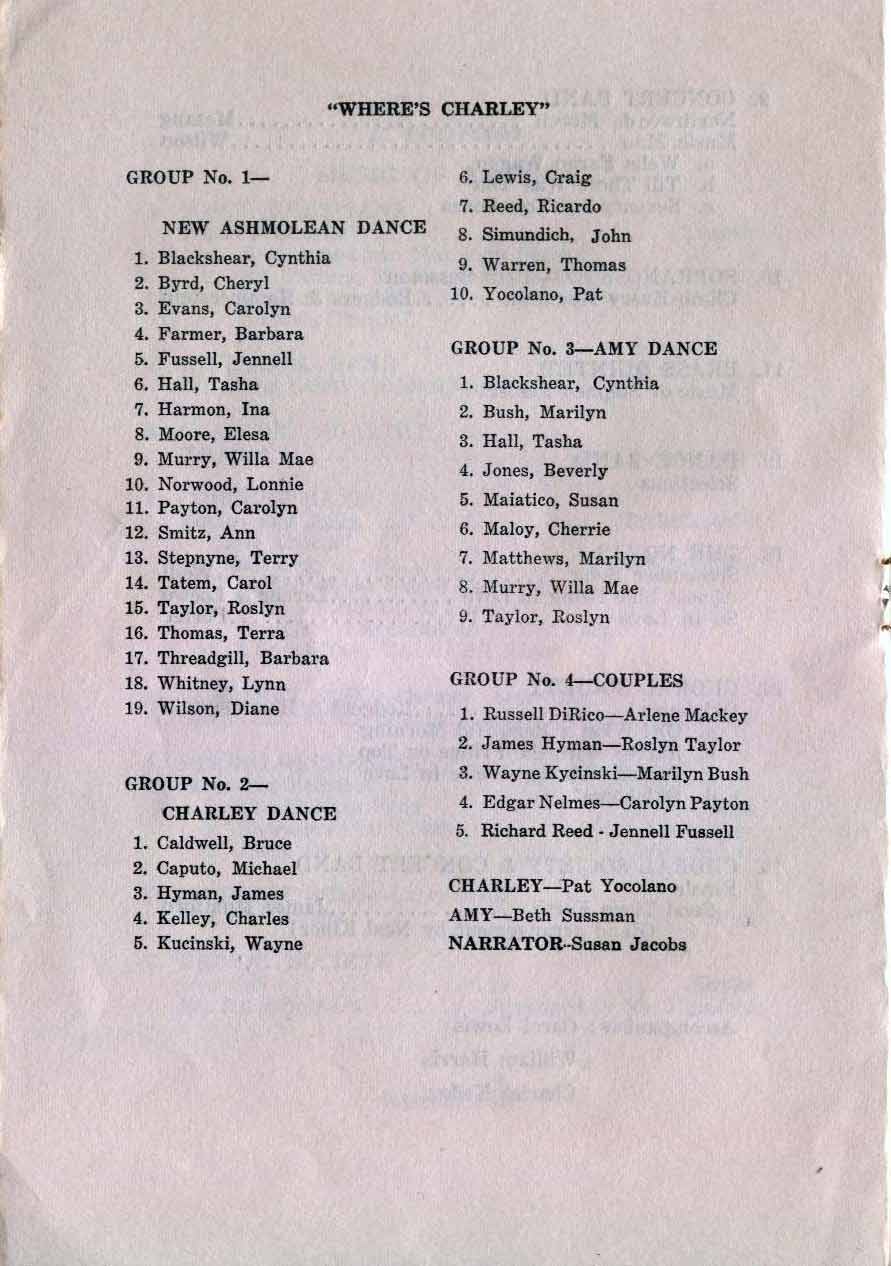 "WHERE'S CHARLEY"
GROUP No. 1—
NEW ASHMOLEAN DANCE
1. Blackshear, Cynthia
2. Byrd, Cheryl
3. Evans, Carolyn
4. Farmer, Barbara
5. Fussell, Jennell
6. Hall, Tasha
7. Harmon, Ina
8. Moore, Elesa
9. Murry, Willa Mae
10. Norwood, Lonnie
11. Payton, Carolyn
12. Smitz, Ann
13. Stepnyne, Terry
14. Tatem, Carol
15. Taylor, Roslyn
16. Thomas, Terra
17. Threadgill, Barbara
18. Whitney, Lynn
19. Wilson, Diane
GROUP No. 2—
CHARLEY DANCE
1. Caldwell, Bruce
2. Caputo, Michael
3. Hyman, James
4. Kelley, Charles
5. Kucinski, Wayne
6. Lewis, Craig
7. Reed, Ricardo
8. Simundich, John
9. Warren, Thomas
10. Yocolano, Pat
GROUP No. 3—AMY DANCE
1. Blackshear, Cynthia
2. Bush, Marilyn
3. Hall, Tasha
4. Jones, Beverly
5. Maiatico, Susan
6. Maloy, Cherrie
7. Matthews, Marilyn
8. Murry, Willa Mae
9. Taylor, Roslyn
GROUP No. 4—COUPLES
1. Russell DiRico—Arlene Mackey
2. James Hyman—Roslyn Taylor
3. Wayne Kycinski—Marilyn Bush
4. Edgar Nelmes—Carolyn Payton
5. Richard Reed - Jennell Fussell
CHARLEY—Pat Yocolano
AMY—Beth Sussman
NARRATOR--Susan Jacobs